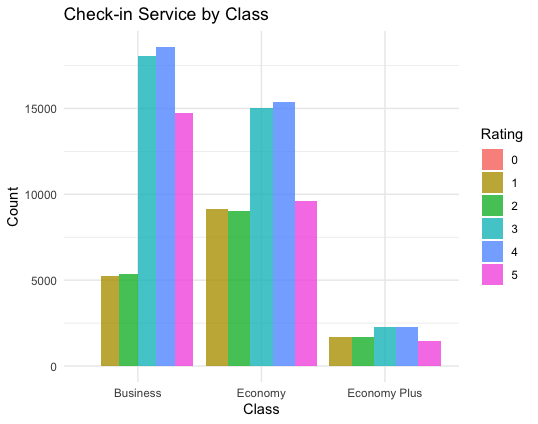 Check-in Service by Class
Count
15000
10000
5000
0
Business
Economy
Economy Plus
Class
Rating
0
1
2
3
4
5